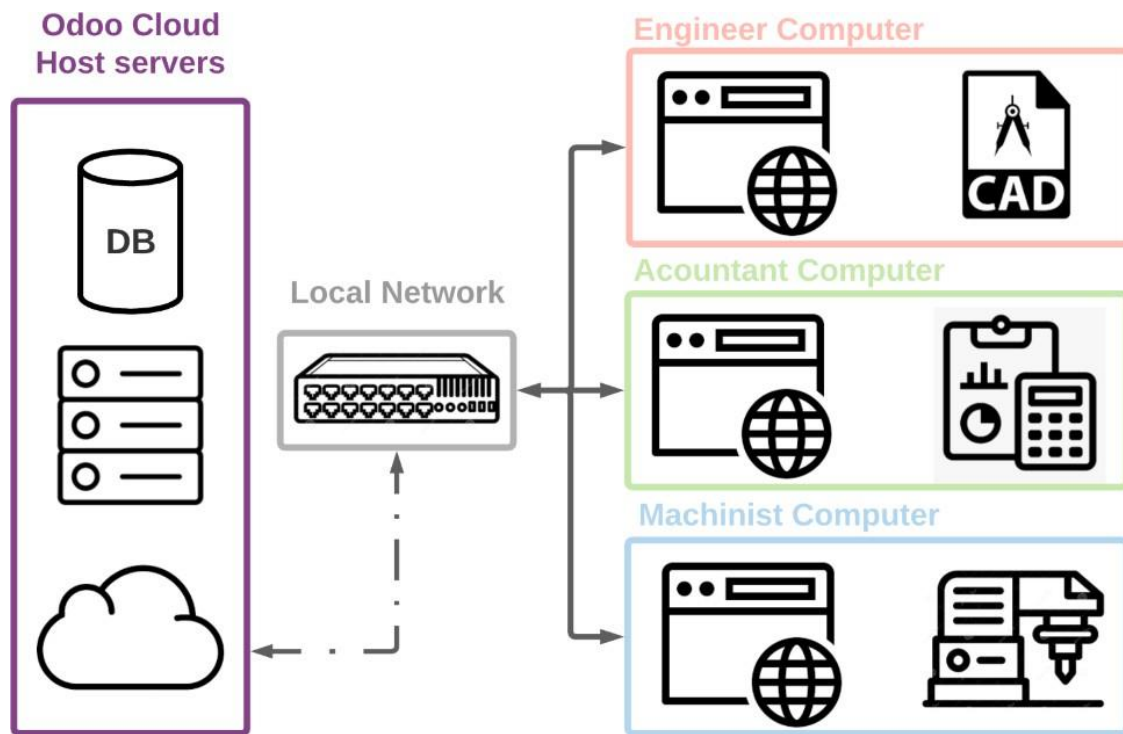 Odoo Cloud
Host servers
DB
Local Network
Engineer Computer
CAD
Acountant Computer
Machinist Computer